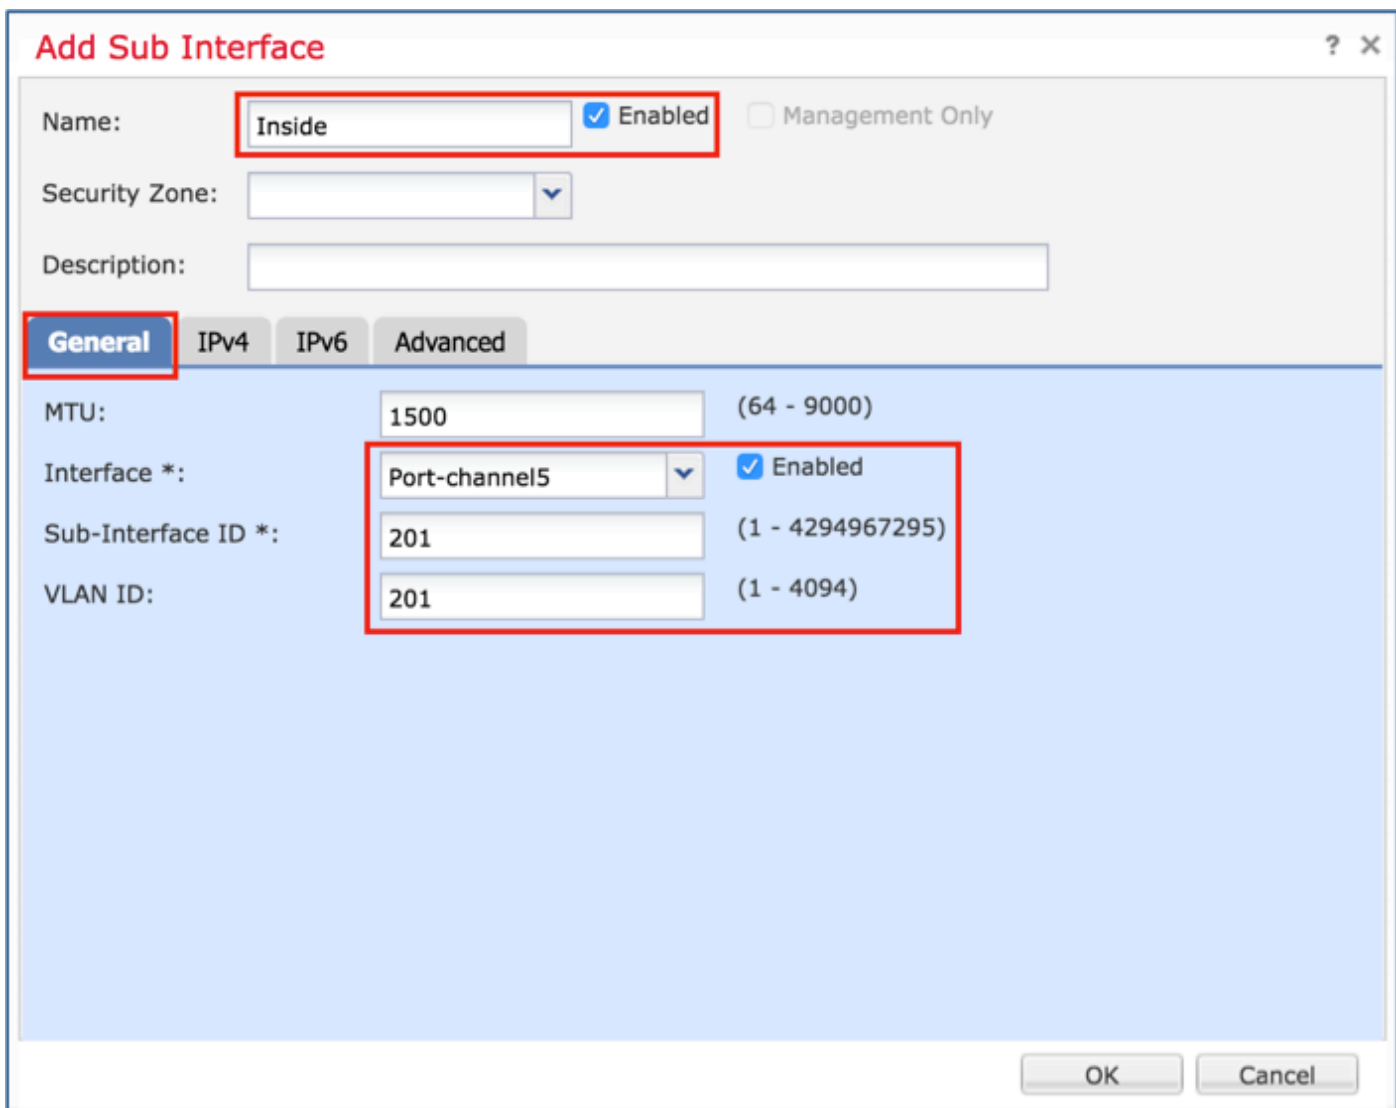 Add Sub Interface ? ×
Name: Inside Enabled Management Only
Security Zone:
Description:
General IPv4 IPv6 Advanced
MTU: 1500 (64 - 9000)
Interface *: Port-channel5 Enabled
Sub-Interface ID *: 201 (1 - 4294967295)
VLAN ID: 201 (1 - 4094)
OK Cancel